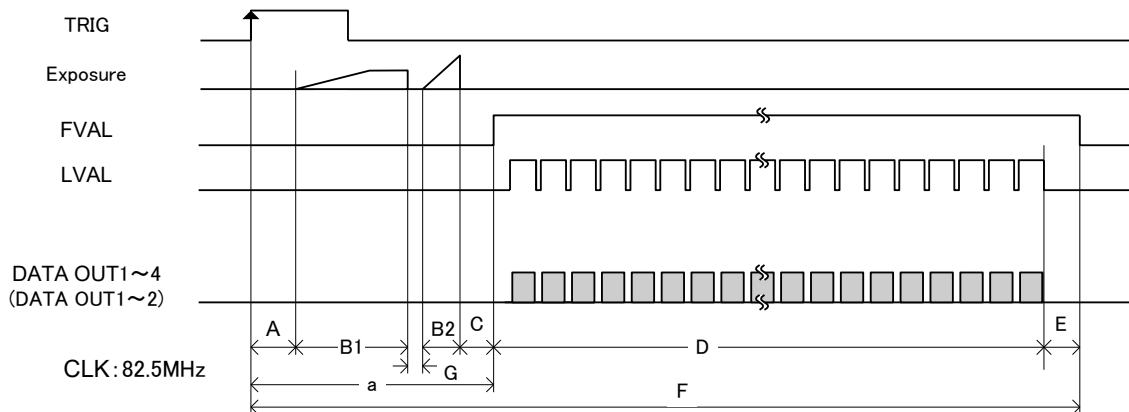 TRIG
Exposure
FVAL
LVAL
DATA OUT1～4
(DATA OUT1～2)
A
B1
B2
C
D
E
G
CLK:82.5MHz
a
F